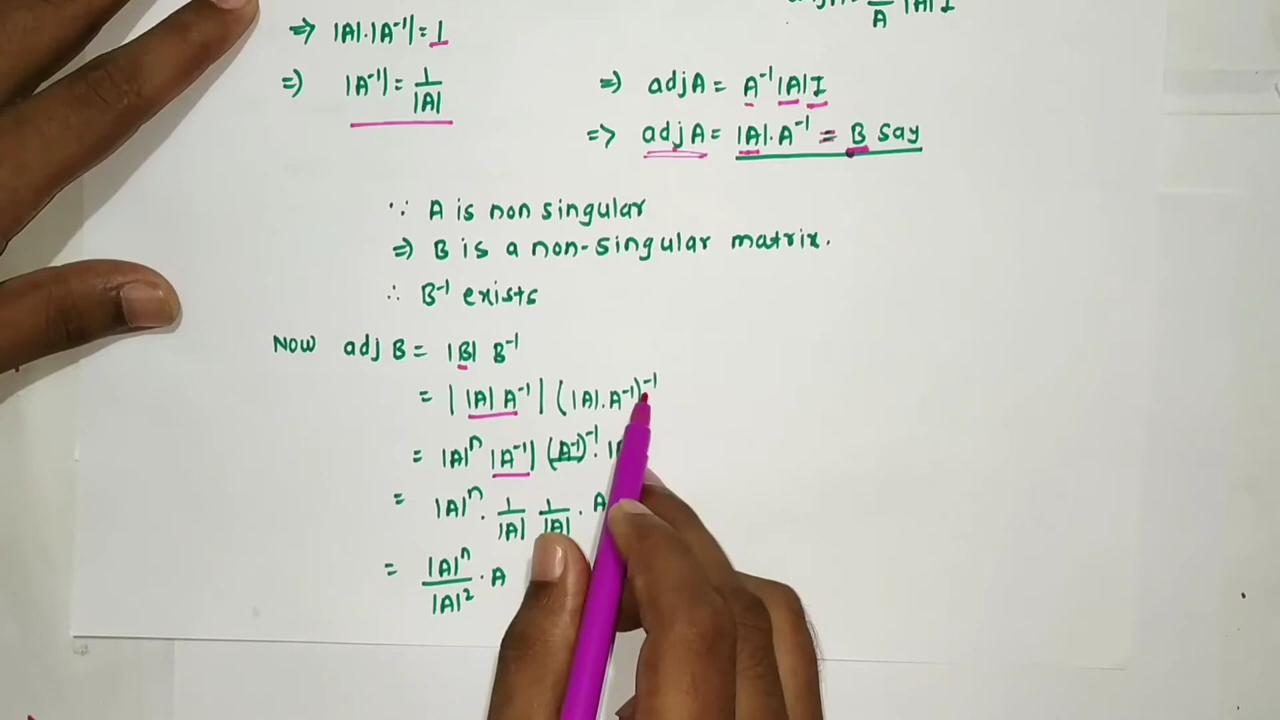 ⇒ |A|.|A⁻¹| = 1
⇒ |A⁻¹| = 1/|A|
A |A| I
⇒ adj A = A⁻¹ |A| I
⇒ adj A = |A|. A⁻¹ = B say
∵ A is non singular
⇒ B is a non-singular matrix.
∴ B⁻¹ exists
Now adj B = |B| B⁻¹
= | |A| A⁻¹ | (|A|. A⁻¹)⁻¹
= |A|ⁿ |A⁻¹| (A⁻¹)⁻¹.
= |A|ⁿ . 1/|A| 1/|A| . A
= |A|ⁿ/|A|² . A